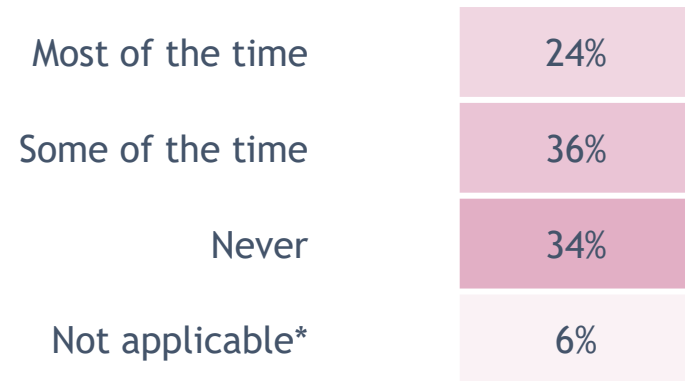 Most of the time 24%
Some of the time 36%
Never 34%
Not applicable* 6%